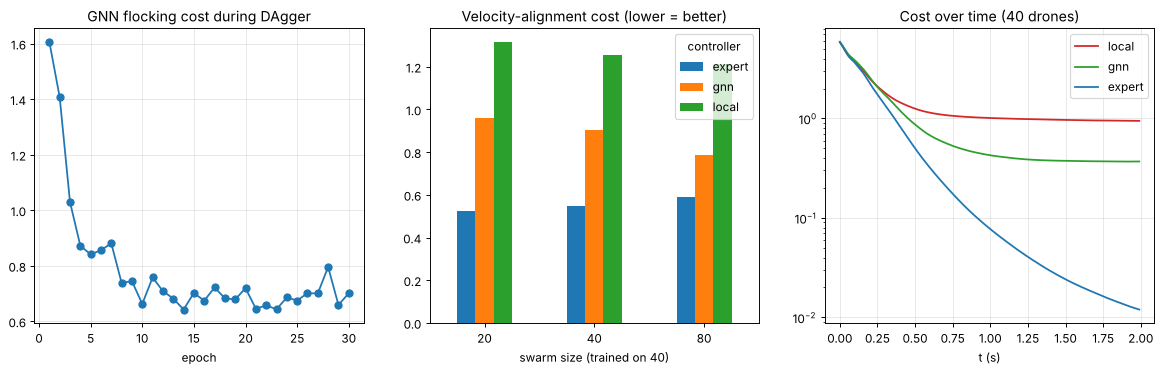 GNN flocking cost during DAgger
1.6
1.4
1.2
1.0
0.8
0.6
0
5
10
15
20
25
30
epoch
Velocity-alignment cost (lower = better)
1.2
1.0
0.8
0.6
0.4
0.2
0.0
controller
expert
gnn
local
20
40
80
swarm size (trained on 40)
Cost over time (40 drones)
10⁰
10⁻¹
10⁻²
local
gnn
expert
0.00
0.25
0.50
0.75
1.00
1.25
1.50
1.75
2.00
t (s)